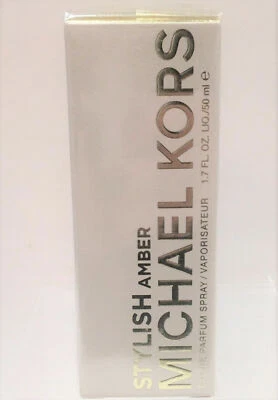 STYLISH AMBER
MICHAEL KORS
PARFUM SPRAY / VAPORISATEUR 1.7 FL. OZ. LIQ./50 ml e